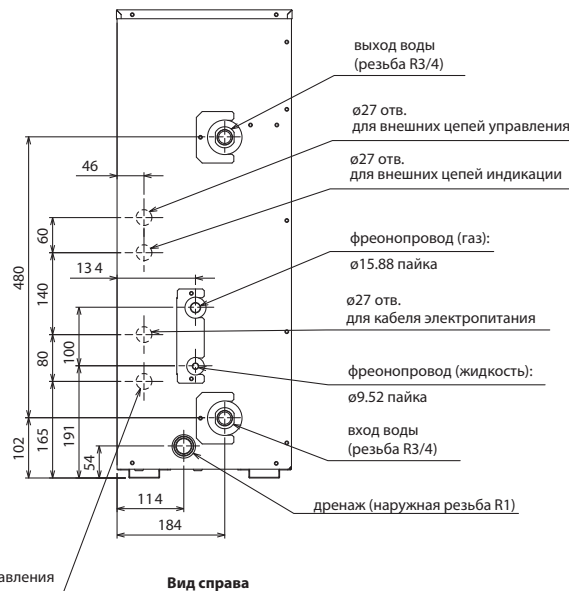 выход воды
(резьба R3/4)
ø27 отв.
для внешних цепей управления
ø27 отв.
для внешних цепей индикации
46
60
480
134
фреонопровод (газ):
ø15.88 пайка
140
100
ø27 отв.
для кабеля электропитания
80
фреонопровод (жидкость):
ø9.52 пайка
102
165
191
54
вход воды
(резьба R3/4)
114
184
дренаж (наружная резьба R1)
авления
Вид справа